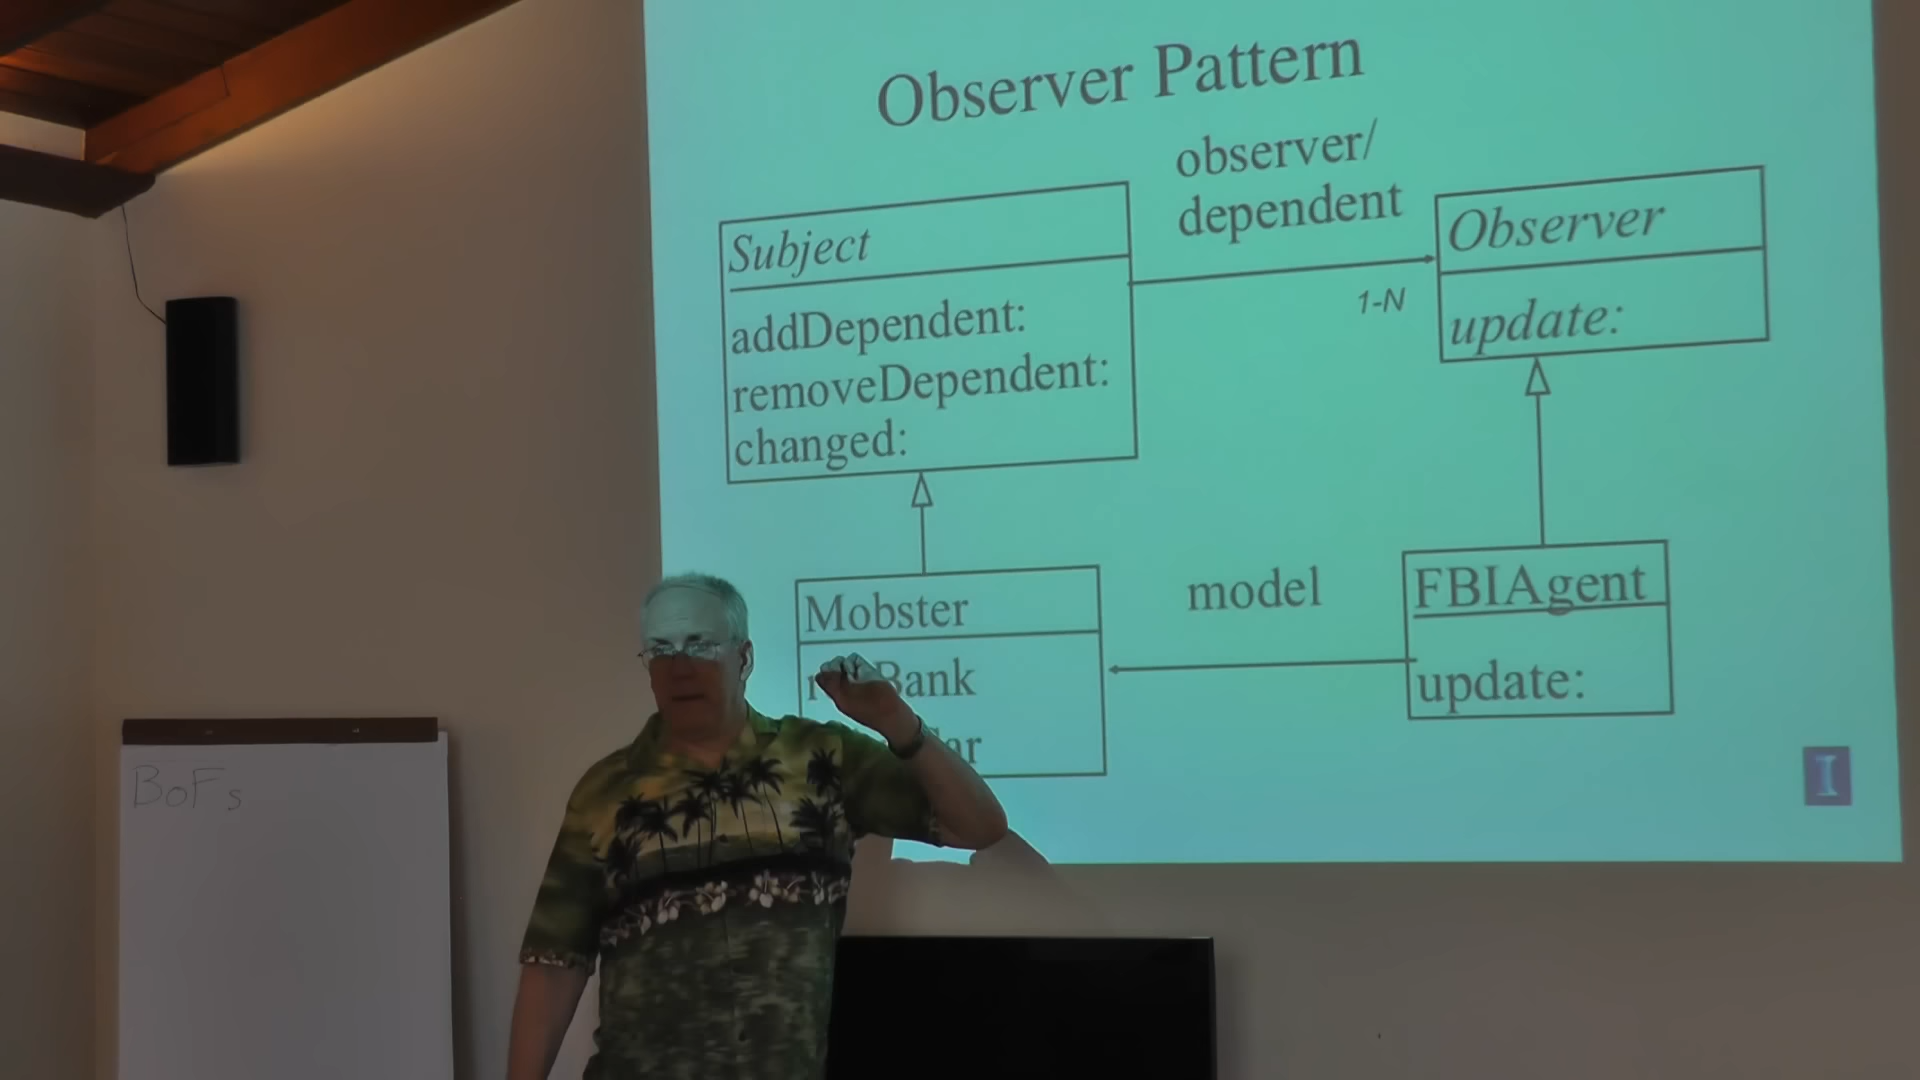 Observer Pattern
observer/
dependent
Subject
addDependent:
removeDependent:
changed:
1-N
Observer
update:
Mobster
Bank
model
FBIAgent
update:
I
BoFs